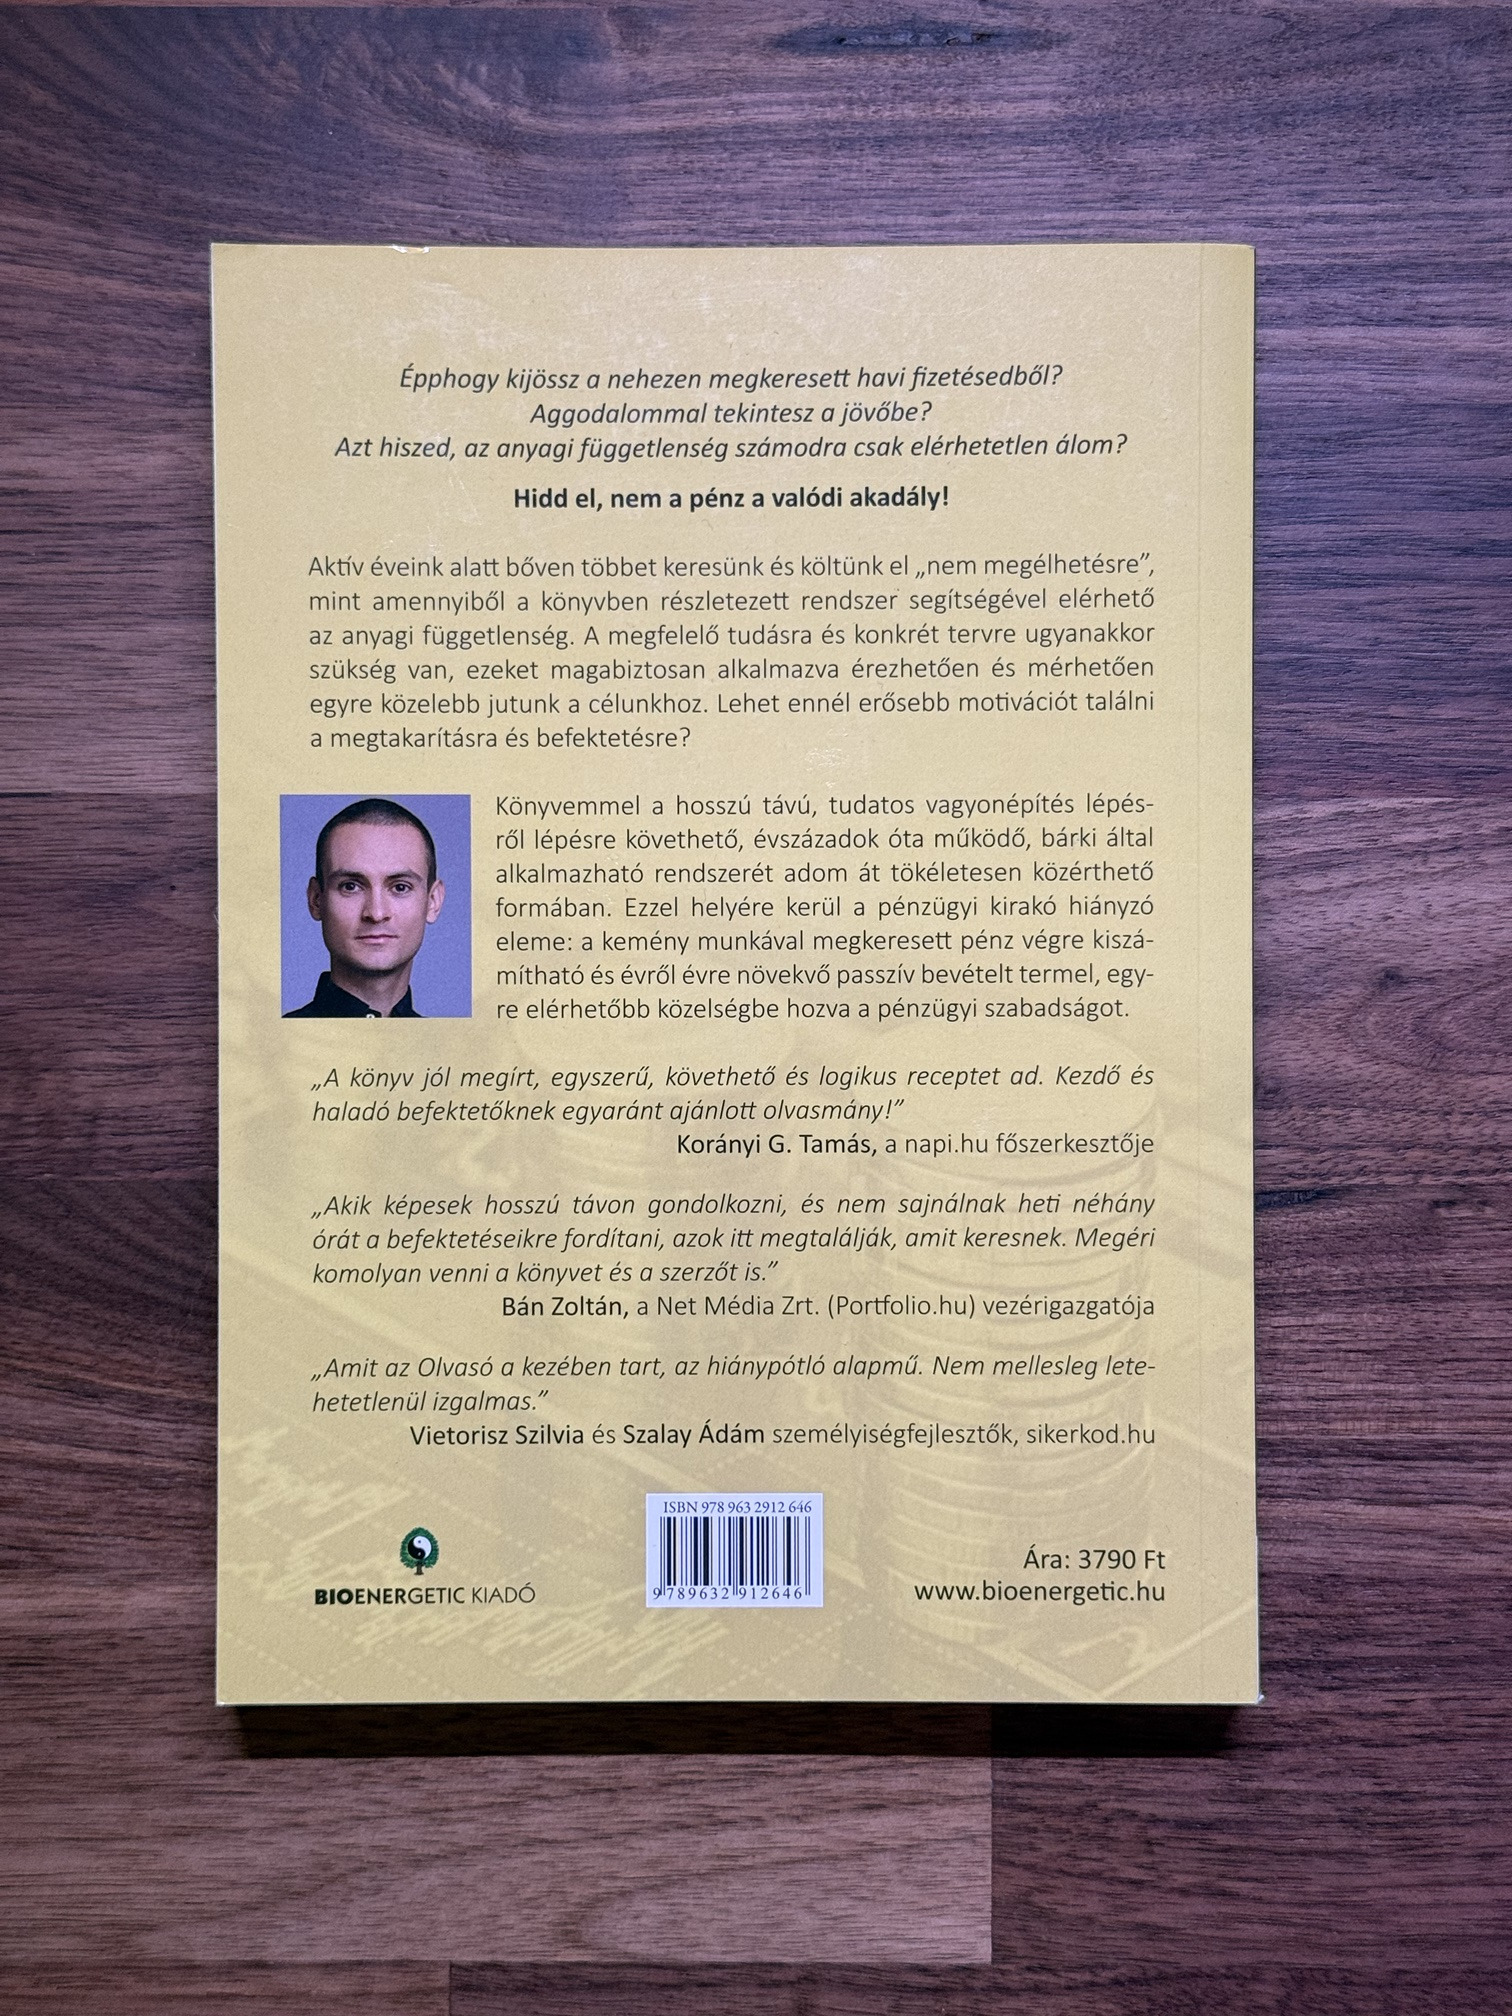 Épphogy kijössz a nehezen megkeresett havi fizetésedből?
Aggodalommal tekintesz a jövőbe?
Azt hiszed, az anyagi függetlenség számodra csak elérhetetlen álom?
Hidd el, nem a pénz a valódi akadály!
Aktív éveink alatt bőven többet keresünk és költünk el „nem megélhetésre”,
mint amennyiből a könyvben részletezett rendszer segítségével elérhető
az anyagi függetlenség. A megfelelő tudásra és konkrét tervre ugyanakkor
szükség van, ezeket magabiztosan alkalmazva érezhetően és mérhetően
egyre közelebb jutunk a célunkhoz. Lehet ennél erősebb motivációt találni
a megtakarításra és befektetésre?
Könyvemmel a hosszú távú, tudatos vagyonépítés lépés-
ről lépésre követhető, évszázadok óta működő, bárki által
alkalmazható rendszerét adom át tökéletesen közérthető
formában. Ezzel helyére kerül a pénzügyi kirakó hiányzó
eleme: a kemény munkával megkeresett pénz végre kiszá-
mítható és évről évre növekvő passzív bevételt termel, egy-
re elérhetőbb közelségbe hozva a pénzügyi szabadságot.
„A könyv jól megírt, egyszerű, követhető és logikus receptet ad. Kezdő és
haladó befektetőknek egyaránt ajánlott olvasmány!”
Korányi G. Tamás, a napi.hu főszerkesztője
„Akik képesek hosszú távon gondolkozni, és nem sajnálnak heti néhány
órát a befektetéseikre fordítani, azok itt megtalálják, amit keresnek. Megéri
komolyan venni a könyvet és a szerzőt is.”
Bán Zoltán, a Net Média Zrt. (Portfolio.hu) vezérigazgatója
„Amit az Olvasó a kezében tart, az hiánypótló alapmű. Nem mellesleg lete-
hetetlenül izgalmas.”
Vietorisz Szilvia és Szalay Ádám személyiségfejlesztők, sikerkod.hu
ISBN 978 963 2912 646
9 789632 912646
BIOENERGETIC KIADÓ
Ára: 3790 Ft
www.bioenergetic.hu